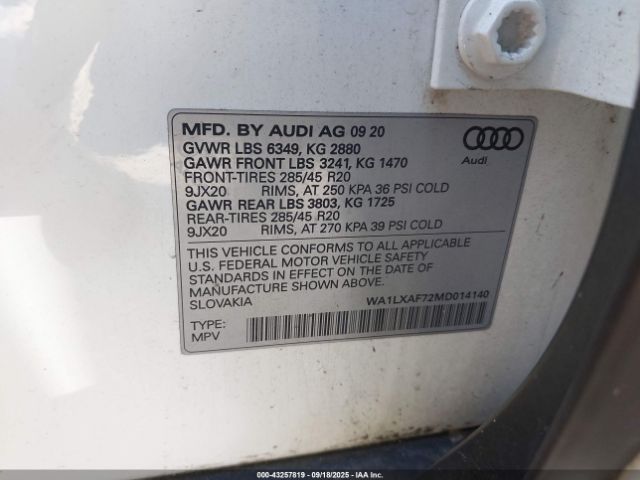 MFD. BY AUDI AG 09 20
GVWR LBS 6349, KG 2880
GAWR FRONT LBS 3241, KG 1470
FRONT-TIRES 285/45 R20
9JX20 RIMS, AT 250 KPA 36 PSI COLD
GAWR REAR LBS 3803, KG 1725
REAR-TIRES 285/45 R20
9JX20 RIMS, AT 270 KPA 39 PSI COLD
Audi
THIS VEHICLE CONFORMS TO ALL APPLICABLE
U.S. FEDERAL MOTOR VEHICLE SAFETY
STANDARDS IN EFFECT ON THE DATE OF
MANUFACTURE SHOWN ABOVE.
SLOVAKIA
WA1LXAF72MD014140
TYPE:
MPV
000-43257819 - 09/18/2025 - IAA Inc.